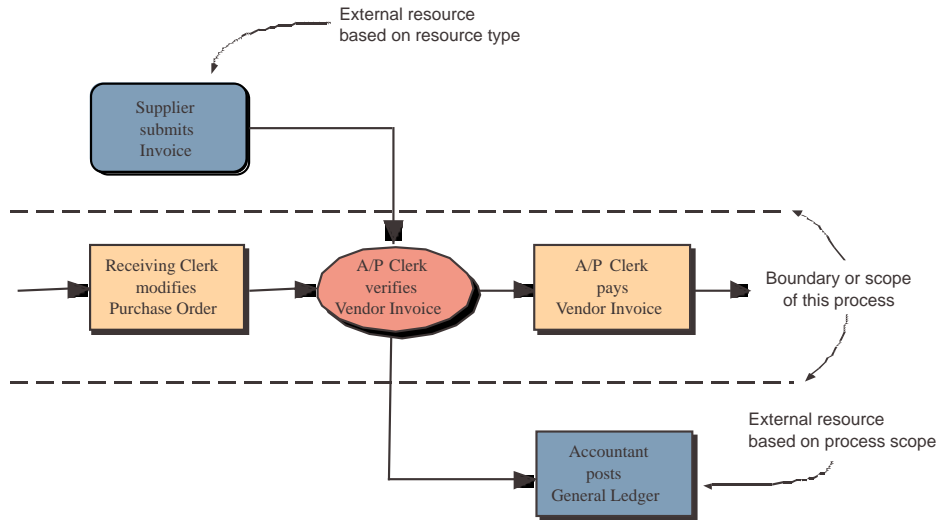 External resource
based on resource type
Supplier
submits
Invoice
Receiving Clerk
modifies
Purchase Order
A/P Clerk
verifies
Vendor Invoice
A/P Clerk
pays
Vendor Invoice
Boundary or scope
of this process
External resource
based on process scope
Accountant
posts
General Ledger